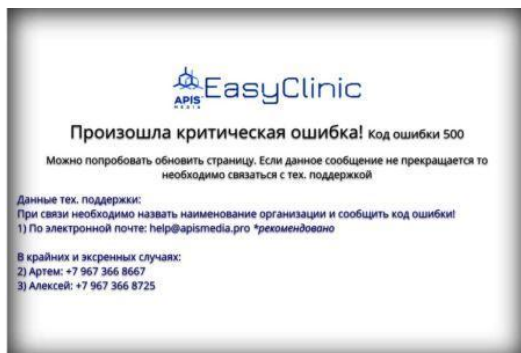 APIS
MEDIA
EasyClinic
Произошла критическая ошибка! Код ошибки 500
Можно попробовать обновить страницу. Если данное сообщение не прекращается то
необходимо связаться с тех. поддержкой
Данные тех. поддержки:
При связи необходимо назвать наименование организации и сообщить код ошибки!
1) По электронной почте: help@apismedia.pro *рекомендовано
В крайних и эксренных случаях:
2) Артем: +7 967 366 8667
3) Алексей: +7 967 366 8725